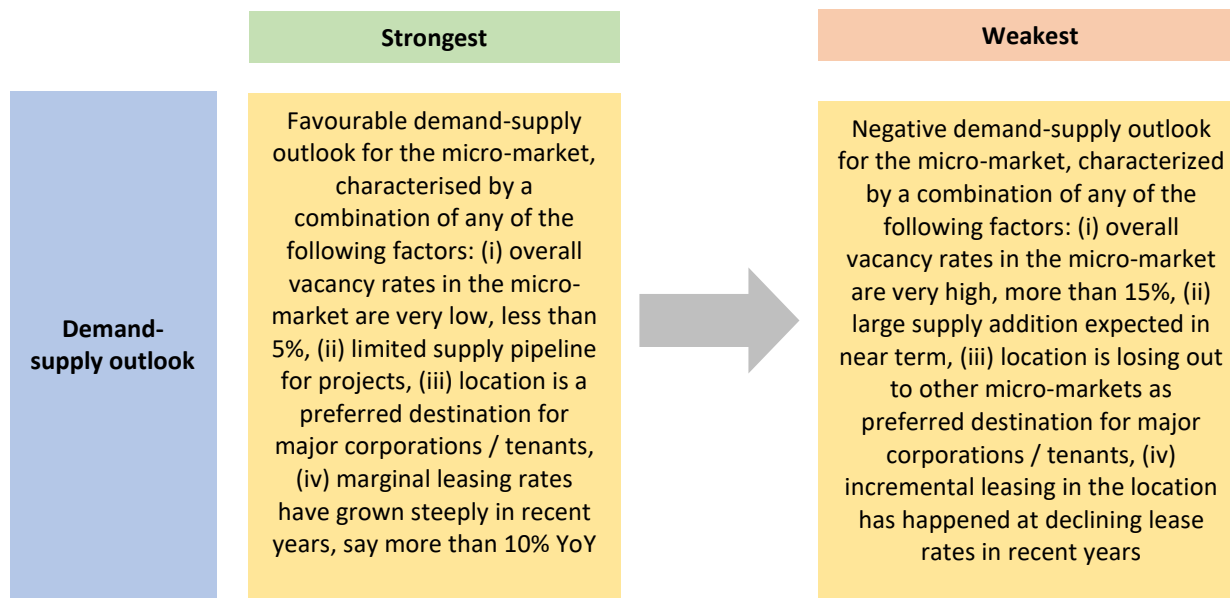 Strongest
Weakest
Demand-
supply outlook
Favourable demand-supply
outlook for the micro-market,
characterised by a
combination of any of the
following factors: (i) overall
vacancy rates in the micro-
market are very low, less than
5%, (ii) limited supply pipeline
for projects, (iii) location is a
preferred destination for
major corporations / tenants,
(iv) marginal leasing rates
have grown steeply in recent
years, say more than 10% YoY
Negative demand-supply outlook
for the micro-market, characterized
by a combination of any of the
following factors: (i) overall
vacancy rates in the micro-market
are very high, more than 15%, (ii)
large supply addition expected in
near term, (iii) location is losing out
to other micro-markets as
preferred destination for major
corporations / tenants, (iv)
incremental leasing in the location
has happened at declining lease
rates in recent years